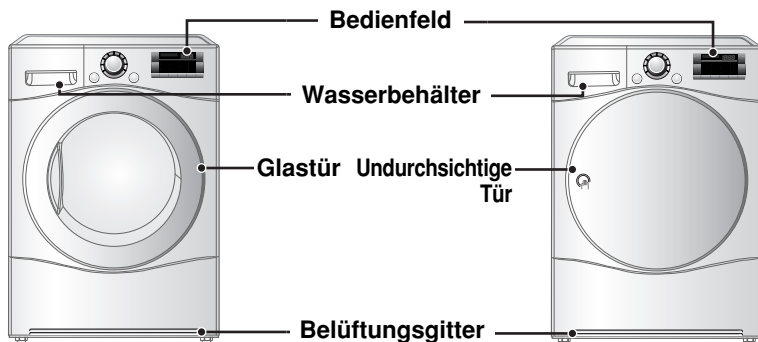 Bedienfeld
Wasserbehälter
Glastür
Undurchsichtige
Tür
Belüftungsgitter